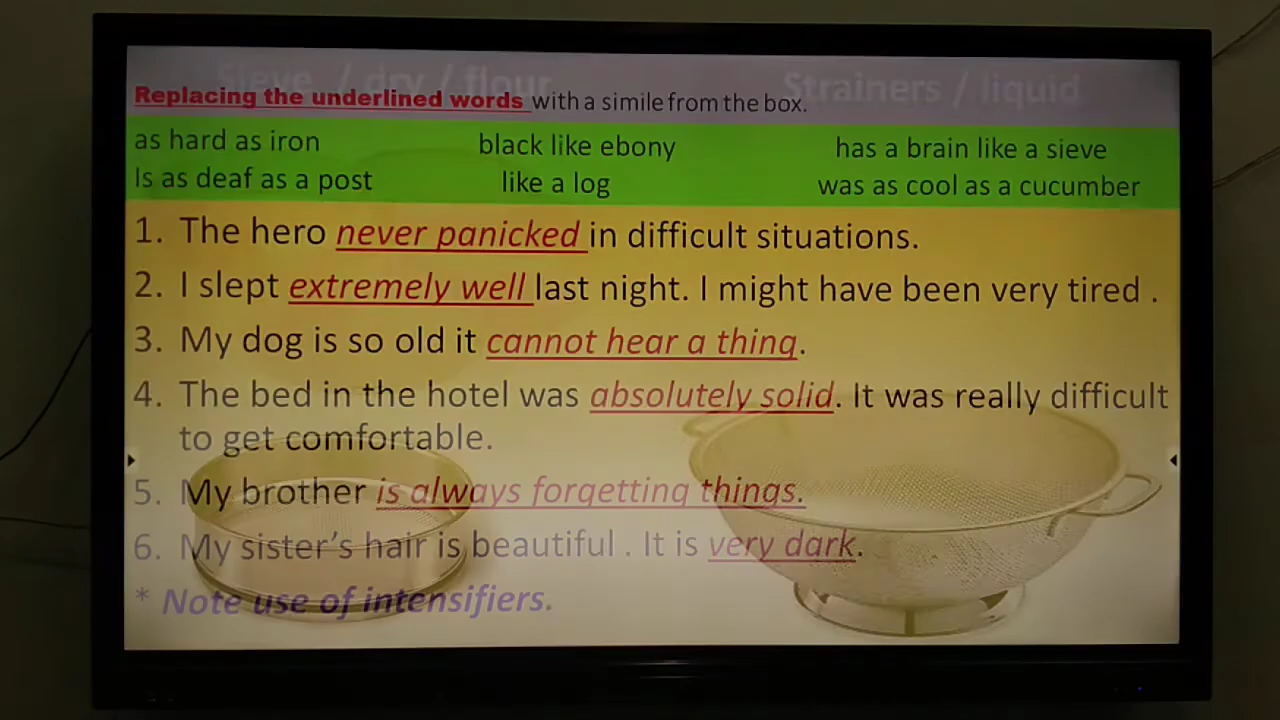 Sieve / dry / flour Strainers / liquid
Replacing the underlined words with a simile from the box.
as hard as iron black like ebony has a brain like a sieve
Is as deaf as a post like a log was as cool as a cucumber
1. The hero never panicked in difficult situations.
2. I slept extremely well last night. I might have been very tired .
3. My dog is so old it cannot hear a thing.
4. The bed in the hotel was absolutely solid. It was really difficult
to get comfortable.
5. My brother is always forgetting things.
6. My sister’s hair is beautiful . It is very dark.
* Note use of intensifiers.